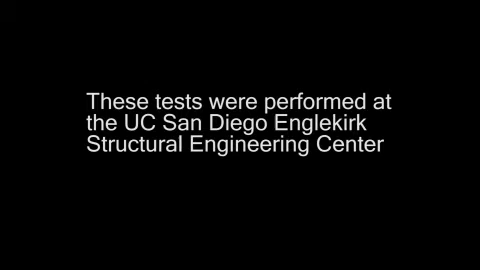 These tests were performed at
the UC San Diego Englekirk
Structural Engineering Center